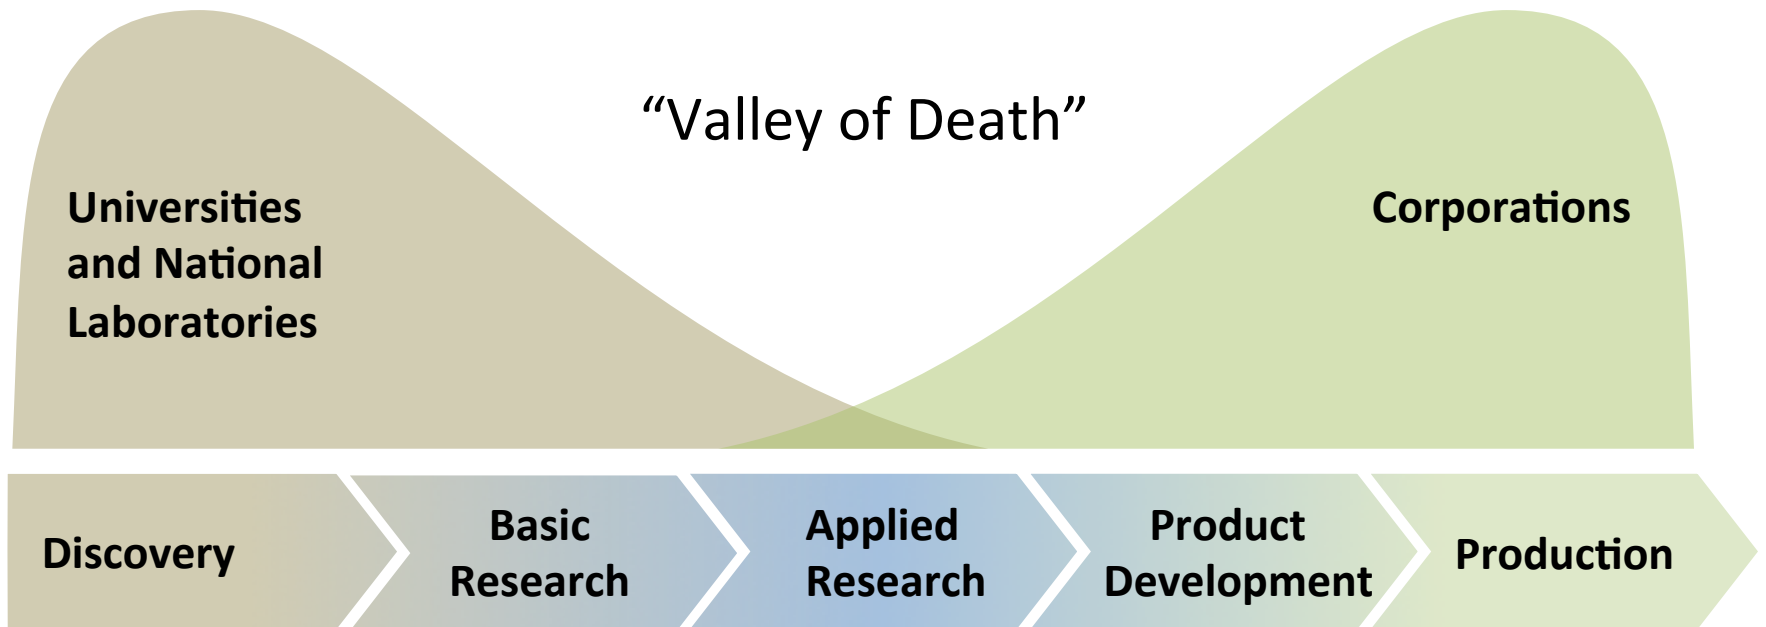 “Valley of Death”
Universities
and National
Laboratories
Corporations
Discovery
Basic
Research
Applied
Research
Product
Development
Production